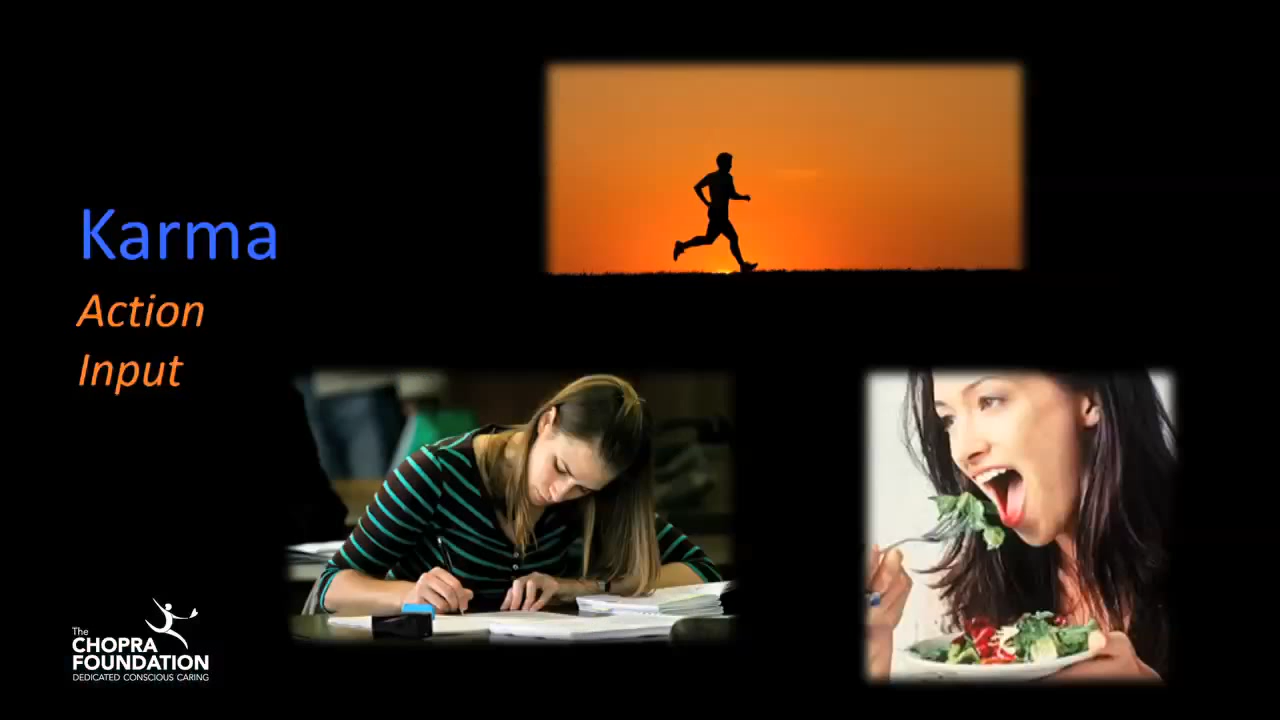 Karma
Action
Input
The
CHOPRA
FOUNDATION
DEDICATED CONSCIOUS CARING